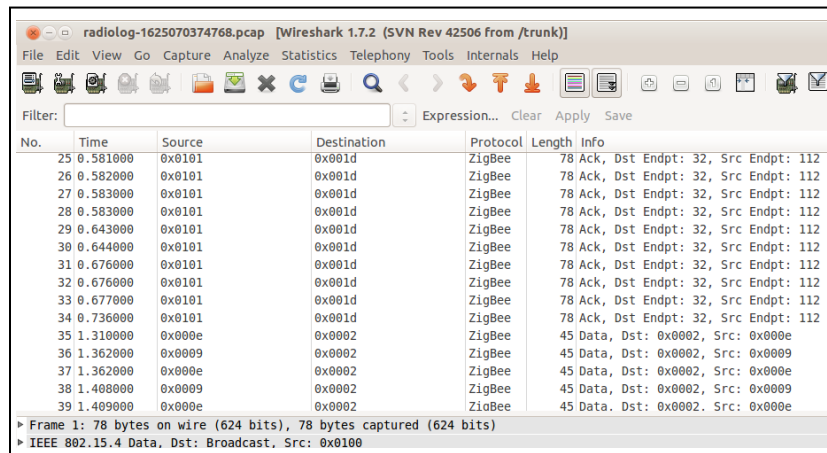 radiolog-1625070374768.pcap [Wireshark 1.7.2 (SVN Rev 42506 from /trunk)]
File Edit View Go Capture Analyze Statistics Telephony Tools Internals Help
Filter: Expression... Clear Apply Save
No. Time Source Destination Protocol Length Info
25 0.581000 0x0101 0x001d ZigBee 78 Ack, Dst Endpt: 32, Src Endpt: 112
26 0.582000 0x0101 0x001d ZigBee 78 Ack, Dst Endpt: 32, Src Endpt: 112
27 0.583000 0x0101 0x001d ZigBee 78 Ack, Dst Endpt: 32, Src Endpt: 112
28 0.583000 0x0101 0x001d ZigBee 78 Ack, Dst Endpt: 32, Src Endpt: 112
29 0.643000 0x0101 0x001d ZigBee 78 Ack, Dst Endpt: 32, Src Endpt: 112
30 0.644000 0x0101 0x001d ZigBee 78 Ack, Dst Endpt: 32, Src Endpt: 112
31 0.676000 0x0101 0x001d ZigBee 78 Ack, Dst Endpt: 32, Src Endpt: 112
32 0.676000 0x0101 0x001d ZigBee 78 Ack, Dst Endpt: 32, Src Endpt: 112
33 0.677000 0x0101 0x001d ZigBee 78 Ack, Dst Endpt: 32, Src Endpt: 112
34 0.736000 0x0101 0x001d ZigBee 78 Ack, Dst Endpt: 32, Src Endpt: 112
35 1.310000 0x000e 0x0002 ZigBee 45 Data, Dst: 0x0002, Src: 0x000e
36 1.362000 0x0009 0x0002 ZigBee 45 Data, Dst: 0x0002, Src: 0x0009
37 1.362000 0x000e 0x0002 ZigBee 45 Data, Dst: 0x0002, Src: 0x000e
38 1.408000 0x0009 0x0002 ZigBee 45 Data, Dst: 0x0002, Src: 0x0009
39 1.409000 0x000e 0x0002 ZigBee 45 Data, Dst: 0x0002, Src: 0x000e
Frame 1: 78 bytes on wire (624 bits), 78 bytes captured (624 bits)
IEEE 802.15.4 Data, Dst: Broadcast, Src: 0x0100